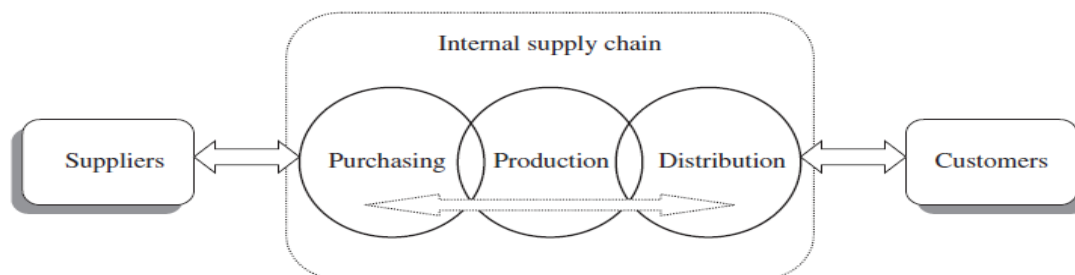 Internal supply chain
Suppliers
Purchasing
Production
Distribution
Customers